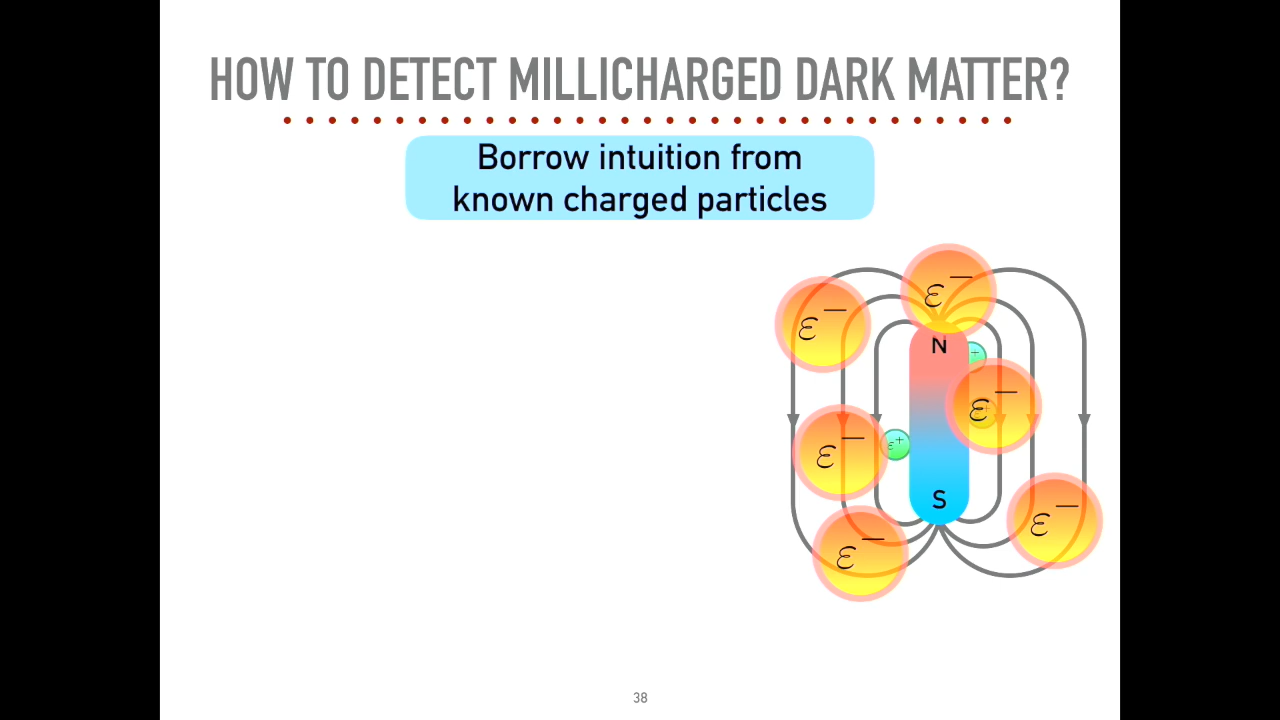 HOW TO DETECT MILLICHARGED DARK MATTER?
Borrow intuition from
known charged particles
ε⁻
ε⁻
N
+
ε⁻
ε⁻
ε⁺
S
ε⁻
ε⁻
38